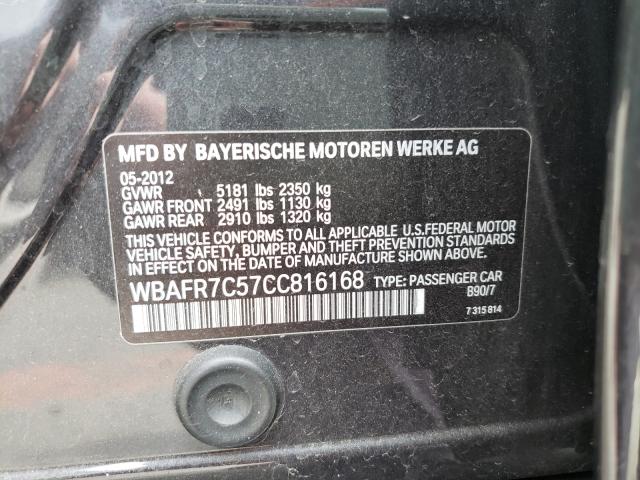 MFD BY BAYERISCHE MOTOREN WERKE AG
05-2012
GVWR 5181 lbs 2350 kg
GAWR FRONT 2491 lbs 1130 kg
GAWR REAR 2910 lbs 1320 kg
THIS VEHICLE CONFORMS TO ALL APPLICABLE U.S.FEDERAL MOTOR
VEHICLE SAFETY, BUMPER AND THEFT PREVENTION STANDARDS
IN EFFECT ON THE DATE OF MANUFACTURE SHOWN ABOVE.
WBAFR7C57CC816168 TYPE: PASSENGER CAR
B90/7
7 315 814